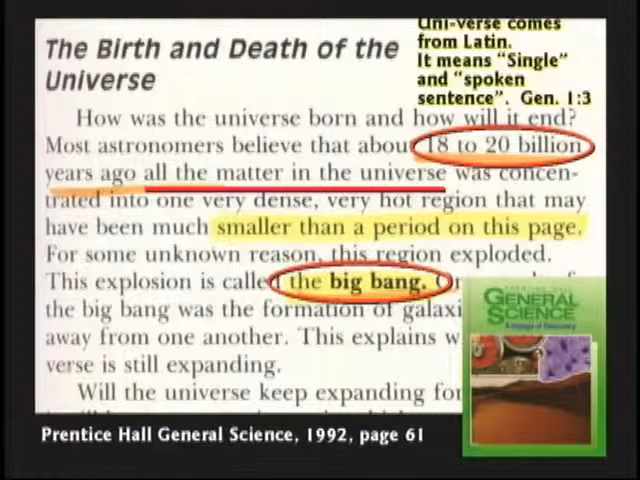 Uni-verse comes
from Latin.
It means "Single"
and "spoken
sentence". Gen. 1:3
The Birth and Death of the
Universe
How was the universe born and how will it end?
Most astronomers believe that about 18 to 20 billion
years ago all the matter in the universe was concen-
trated into one very dense, very hot region that may
have been much smaller than a period on this page.
For some unknown reason, this region exploded.
This explosion is called the big bang.
the big bang was the formation of galaxi
away from one another. This explains w
verse is still expanding.
Will the universe keep expanding for
PRENTICE HALL
GENERAL
SCIENCE
A Voyage of Discovery
Prentice Hall General Science, 1992, page 61